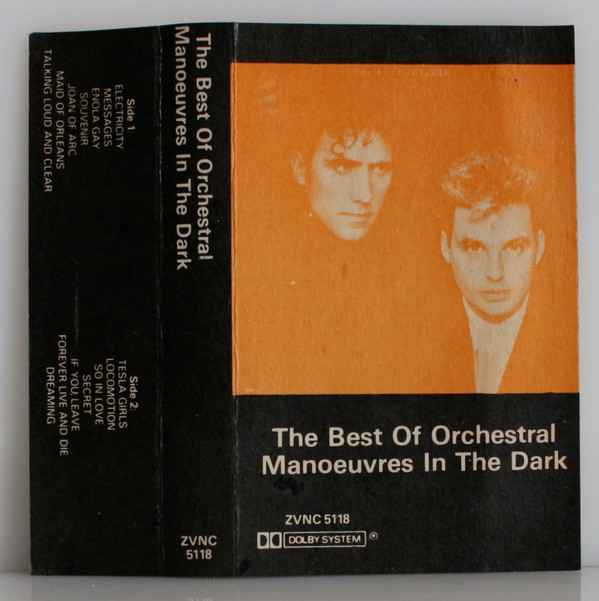 Side 1.
ELECTRICITY
MESSAGES
ENOLA GAY
SOUVENIR
JOAN OF ARC
MAID OF ORLEANS
TALKING LOUD AND CLEAR
Side 2.
TESLA GIRLS
LOCOMOTION
SO IN LOVE
SECRET
IF YOU LEAVE
FOREVER LIVE AND DIE
DREAMING
The Best Of Orchestral
Manoeuvres In The Dark
ZVNC
5118
The Best Of Orchestral
Manoeuvres In The Dark
ZVNC 5118
DOLBY SYSTEM ®